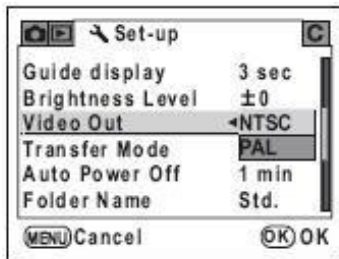 Set-up C
Guide display 3 sec
Brightness Level ±0
Video Out NTSC
PAL
Transfer Mode
Auto Power Off 1 min
Folder Name Std.
MENU Cancel OK OK